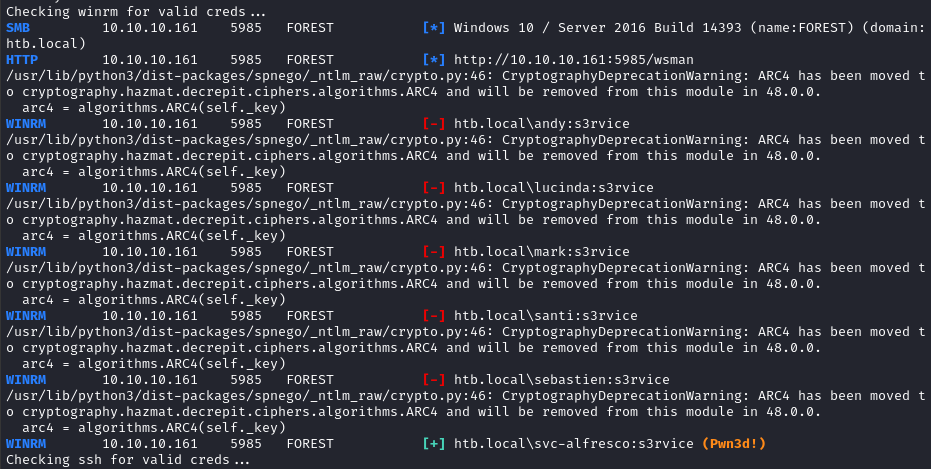 Checking winrm for valid creds...
SMB 10.10.10.161 5985 FOREST [*] Windows 10 / Server 2016 Build 14393 (name:FOREST) (domain:
htb.local)
HTTP 10.10.10.161 5985 FOREST [*] http://10.10.10.161:5985/wsman
/usr/lib/python3/dist-packages/spnego/_ntlm_raw/crypto.py:46: CryptographyDeprecationWarning: ARC4 has been moved t
o cryptography.hazmat.decrepit.ciphers.algorithms.ARC4 and will be removed from this module in 48.0.0.
arc4 = algorithms.ARC4(self._key)
WINRM 10.10.10.161 5985 FOREST [-] htb.local\andy:s3rvice
/usr/lib/python3/dist-packages/spnego/_ntlm_raw/crypto.py:46: CryptographyDeprecationWarning: ARC4 has been moved t
o cryptography.hazmat.decrepit.ciphers.algorithms.ARC4 and will be removed from this module in 48.0.0.
arc4 = algorithms.ARC4(self._key)
WINRM 10.10.10.161 5985 FOREST [-] htb.local\lucinda:s3rvice
/usr/lib/python3/dist-packages/spnego/_ntlm_raw/crypto.py:46: CryptographyDeprecationWarning: ARC4 has been moved t
o cryptography.hazmat.decrepit.ciphers.algorithms.ARC4 and will be removed from this module in 48.0.0.
arc4 = algorithms.ARC4(self._key)
WINRM 10.10.10.161 5985 FOREST [-] htb.local\mark:s3rvice
/usr/lib/python3/dist-packages/spnego/_ntlm_raw/crypto.py:46: CryptographyDeprecationWarning: ARC4 has been moved t
o cryptography.hazmat.decrepit.ciphers.algorithms.ARC4 and will be removed from this module in 48.0.0.
arc4 = algorithms.ARC4(self._key)
WINRM 10.10.10.161 5985 FOREST [-] htb.local\santi:s3rvice
/usr/lib/python3/dist-packages/spnego/_ntlm_raw/crypto.py:46: CryptographyDeprecationWarning: ARC4 has been moved t
o cryptography.hazmat.decrepit.ciphers.algorithms.ARC4 and will be removed from this module in 48.0.0.
arc4 = algorithms.ARC4(self._key)
WINRM 10.10.10.161 5985 FOREST [-] htb.local\sebastien:s3rvice
/usr/lib/python3/dist-packages/spnego/_ntlm_raw/crypto.py:46: CryptographyDeprecationWarning: ARC4 has been moved t
o cryptography.hazmat.decrepit.ciphers.algorithms.ARC4 and will be removed from this module in 48.0.0.
arc4 = algorithms.ARC4(self._key)
WINRM 10.10.10.161 5985 FOREST [+] htb.local\svc-alfresco:s3rvice (Pwn3d!)
Checking ssh for valid creds...